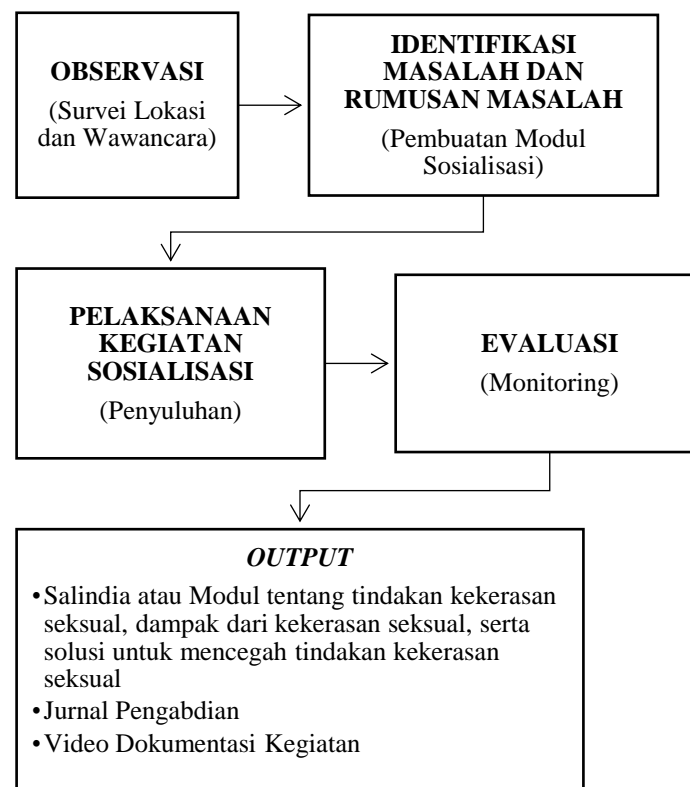 OBSERVASI
(Survei Lokasi
dan Wawancara)
IDENTIFIKASI
MASALAH DAN
RUMUSAN MASALAH
(Pembuatan Modul
Sosialisasi)
PELAKSANAAN
KEGIATAN
SOSIALISASI
(Penyuluhan)
EVALUASI
(Monitoring)
OUTPUT
•Salindia atau Modul tentang tindakan kekerasan
seksual, dampak dari kekerasan seksual, serta
solusi untuk mencegah tindakan kekerasan
seksual
•Jurnal Pengabdian
•Video Dokumentasi Kegiatan